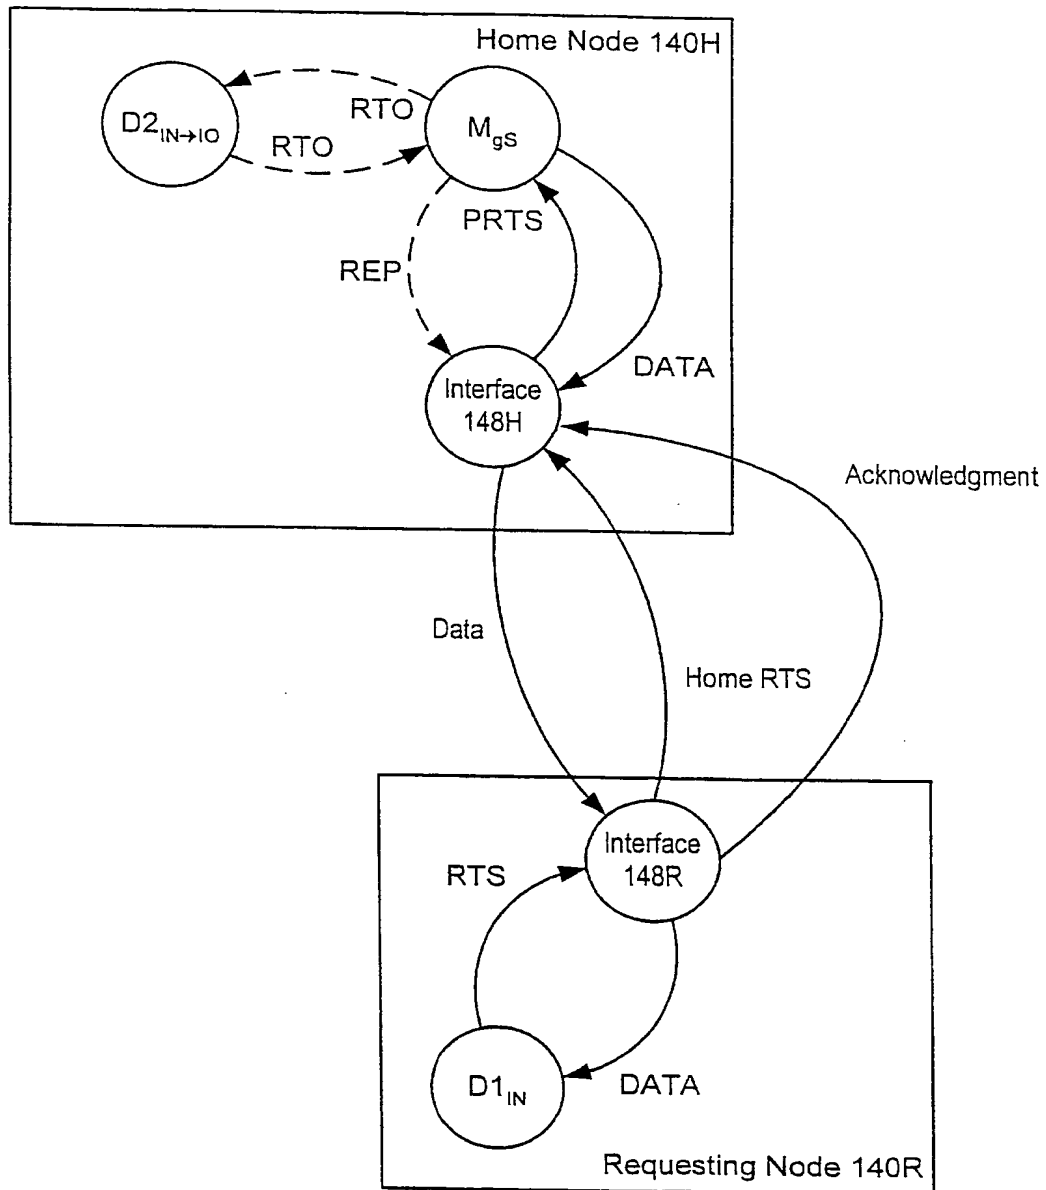 Home Node 140H
D2IN→IO
RTO
RTO
MgS
PRTS
REP
DATA
Interface
148H
Acknowledgment
Data
Home RTS
Interface
148R
RTS
D1IN
DATA
Requesting Node 140R